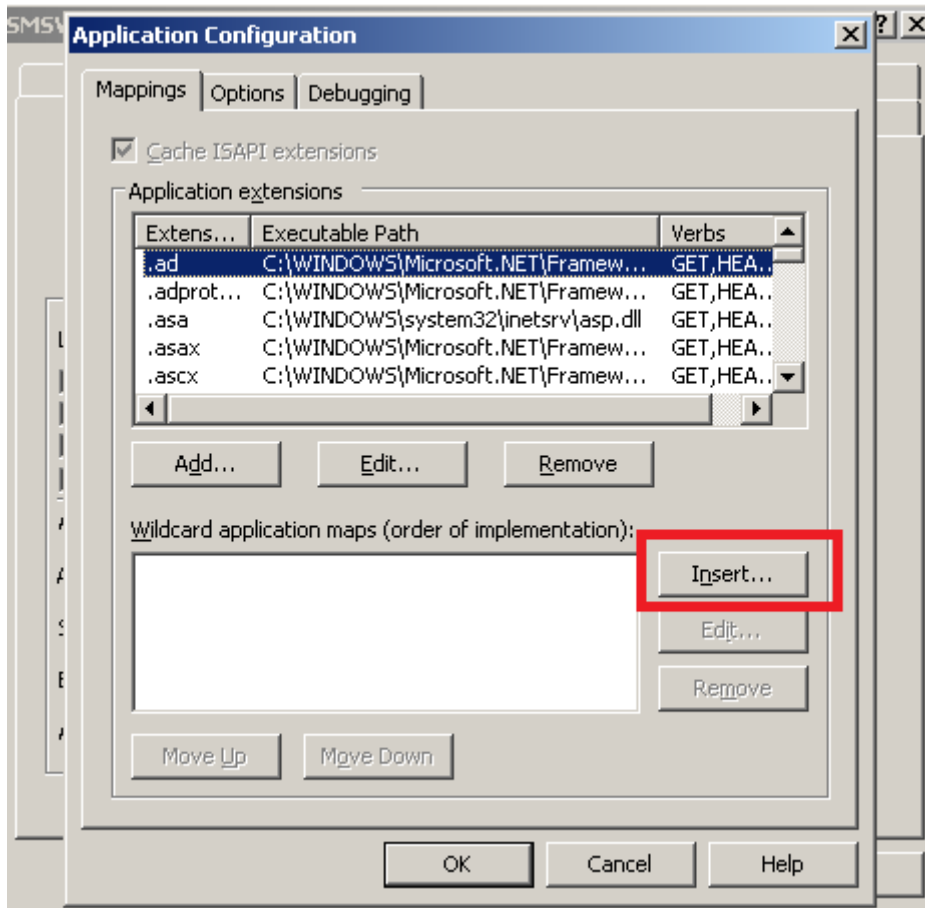 SMSV
Application Configuration
Mappings Options Debugging
Cache ISAPI extensions
Application extensions
Extens... Executable Path Verbs
.ad C:\WINDOWS\Microsoft.NET\Framew... GET,HEA..
.adprot... C:\WINDOWS\Microsoft.NET\Framew... GET,HEA..
.asa C:\WINDOWS\system32\inetsrv\asp.dll GET,HEA..
.asax C:\WINDOWS\Microsoft.NET\Framew... GET,HEA..
.ascx C:\WINDOWS\Microsoft.NET\Framew... GET,HEA..
Add... Edit... Remove
Wildcard application maps (order of implementation):
Insert...
Edit...
Remove
Move Up Move Down
OK Cancel Help